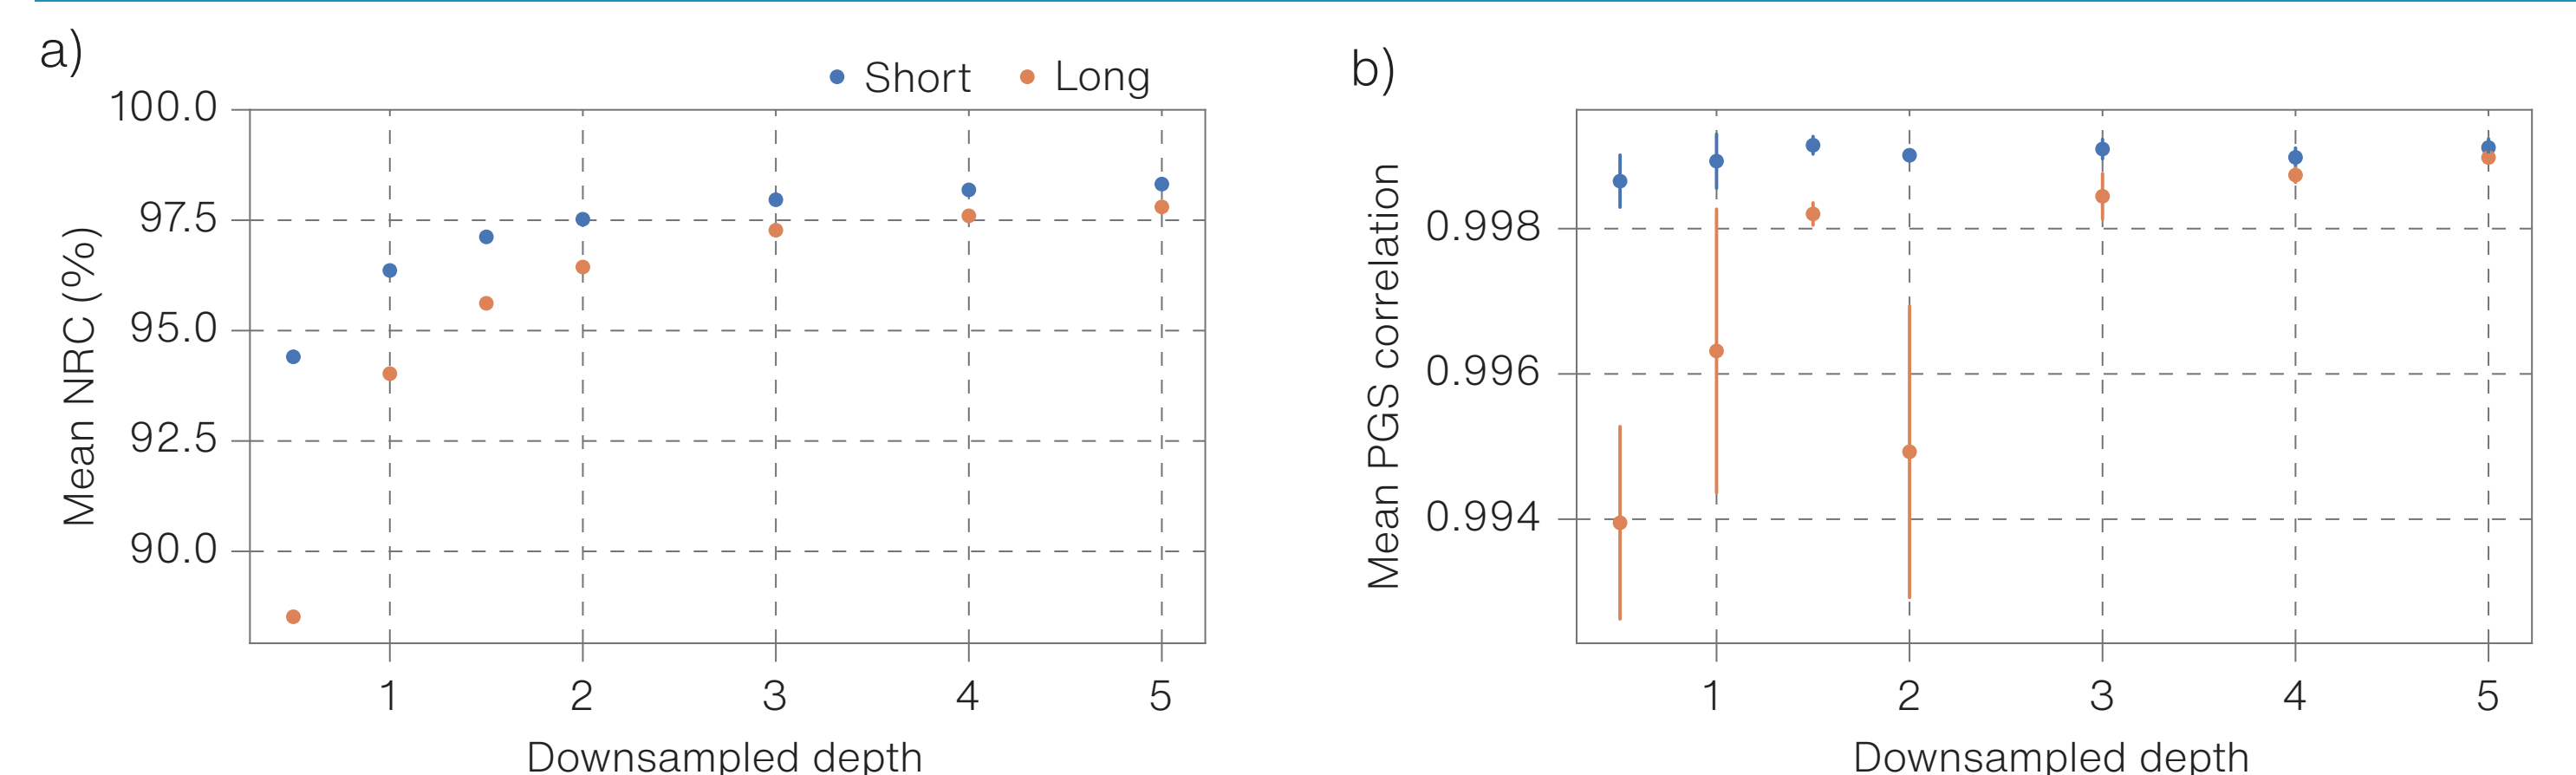 a)
Short Long
100.0
97.5
95.0
92.5
90.0
Mean NRC (%)
1 2 3 4 5
Downsampled depth
b)
0.998
0.996
0.994
Mean PGS correlation
1 2 3 4 5
Downsampled depth